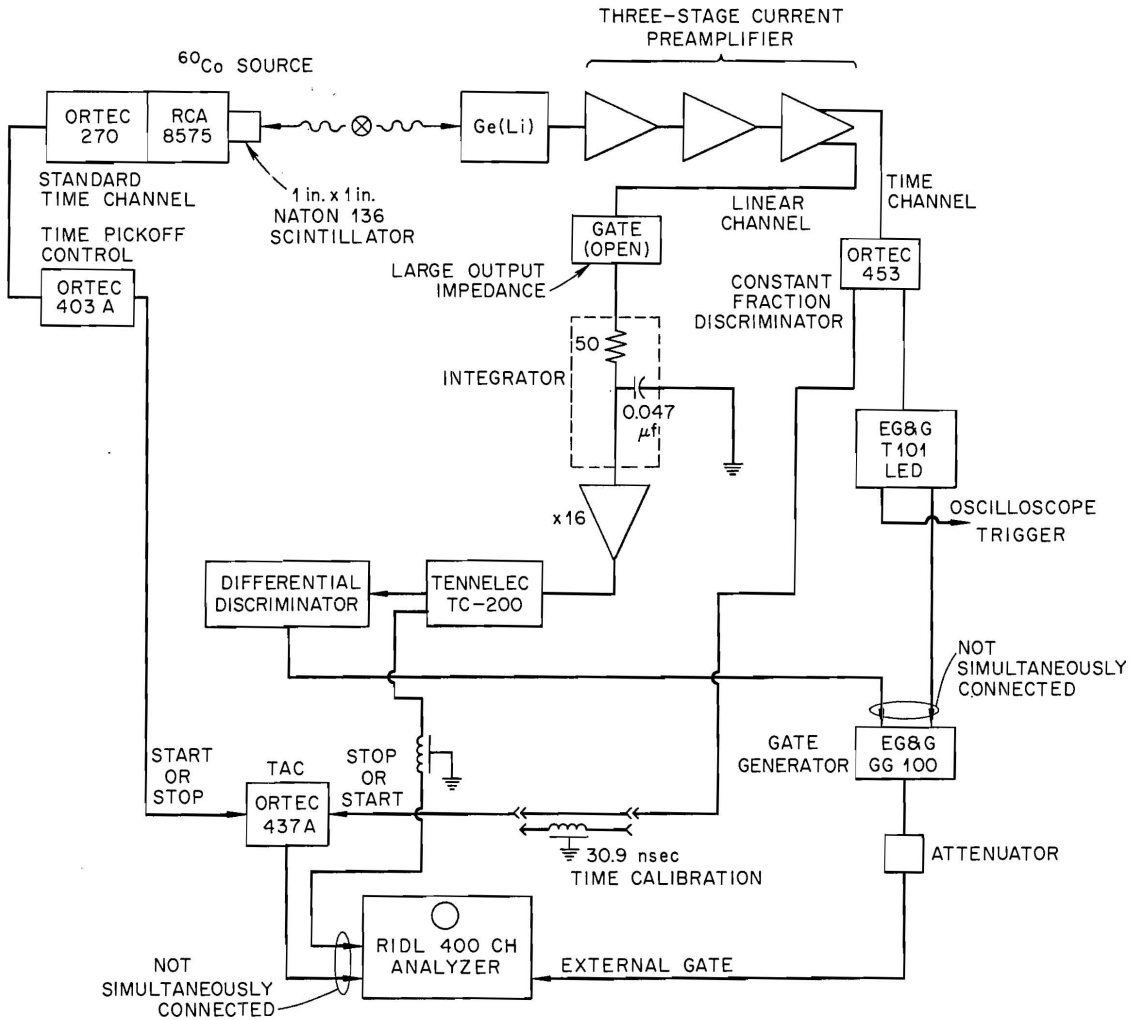 THREE-STAGE CURRENT
PREAMPLIFIER
60Co SOURCE
ORTEC
270
RCA
8575
Ge(Li)
STANDARD
TIME CHANNEL
1 in. x 1 in.
NATON 136
SCINTILLATOR
LINEAR
CHANNEL
TIME
CHANNEL
GATE
(OPEN)
LARGE OUTPUT
IMPEDANCE
TIME PICKOFF
CONTROL
ORTEC
403 A
ORTEC
453
CONSTANT
FRACTION
DISCRIMINATOR
50
INTEGRATOR
0.047
μf
EG&G
T101
LED
x 16
OSCILLOSCOPE
TRIGGER
DIFFERENTIAL
DISCRIMINATOR
TENNELEC
TC-200
NOT
SIMULTANEOUSLY
CONNECTED
GATE
GENERATOR
EG&G
GG 100
START
OR
STOP
TAC
ORTEC
437A
STOP
OR
START
30.9 nsec
TIME CALIBRATION
ATTENUATOR
RIDL 400 CH
ANALYZER
EXTERNAL GATE
NOT
SIMULTANEOUSLY
CONNECTED